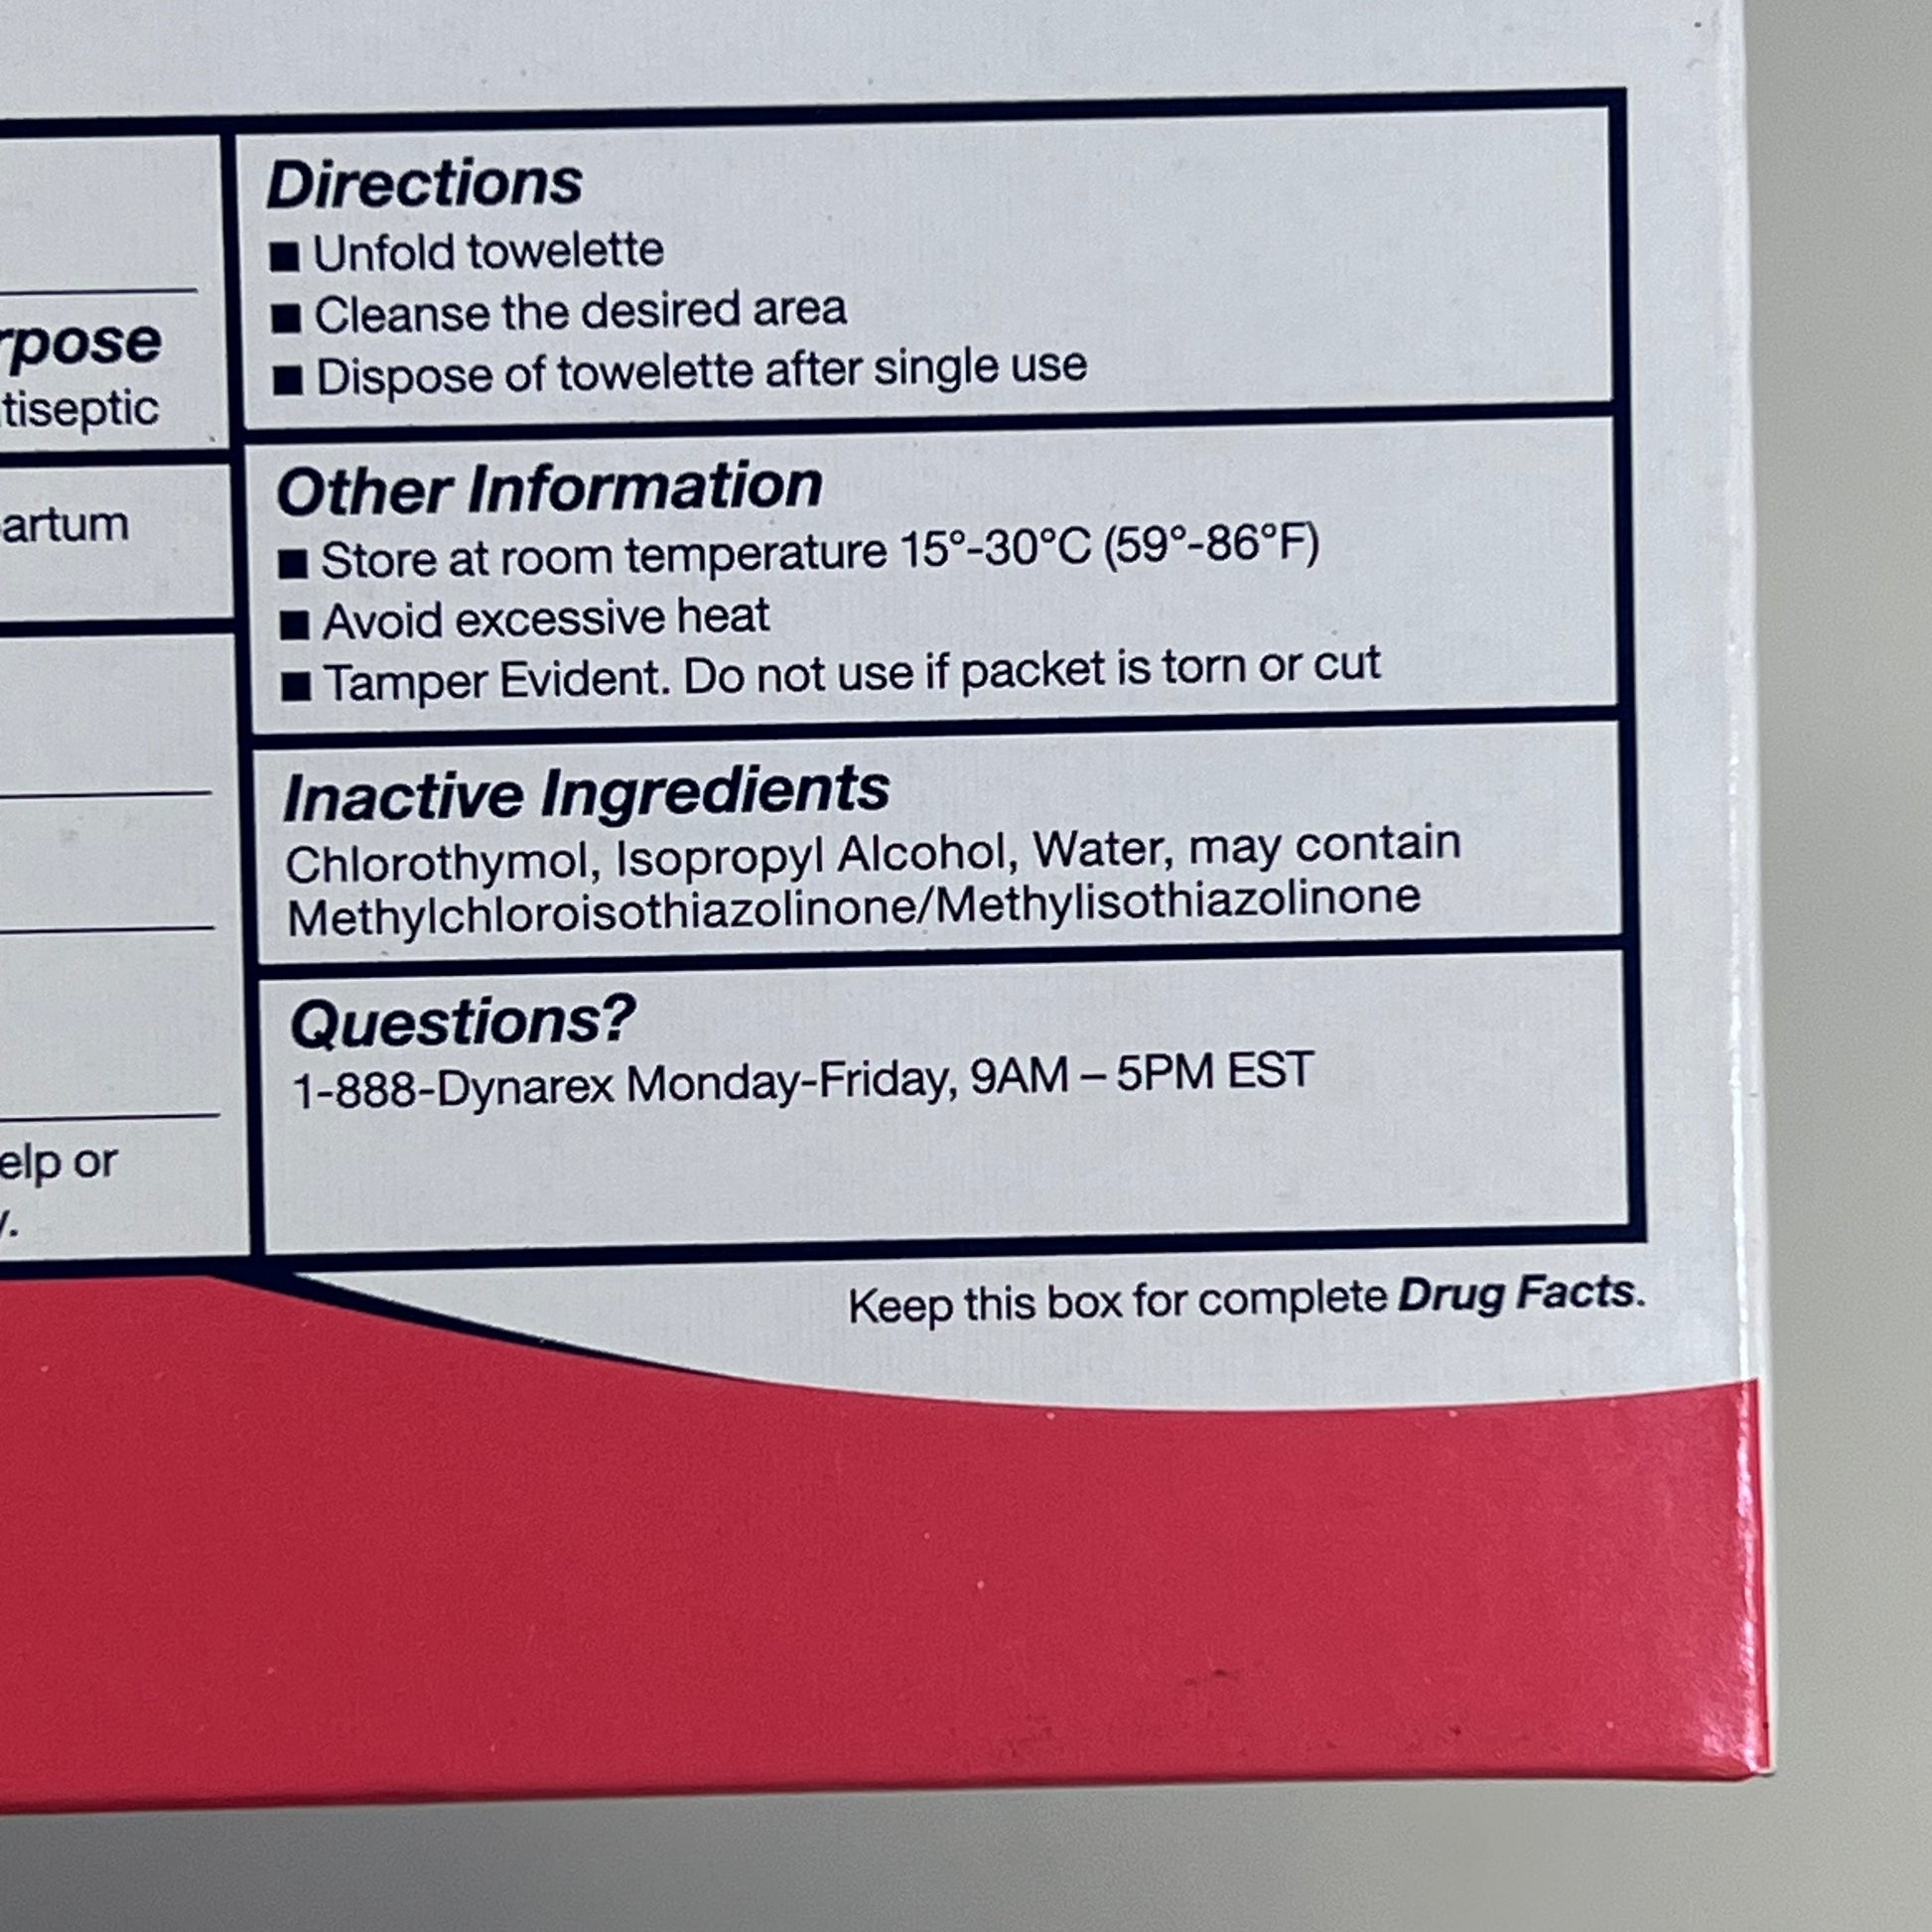 rpose
tiseptic
artum
elp or
y.
Directions
■ Unfold towelette
■ Cleanse the desired area
■ Dispose of towelette after single use
Other Information
■ Store at room temperature 15°-30°C (59°-86°F)
■ Avoid excessive heat
■ Tamper Evident. Do not use if packet is torn or cut
Inactive Ingredients
Chlorothymol, Isopropyl Alcohol, Water, may contain
Methylchloroisothiazolinone/Methylisothiazolinone
Questions?
1-888-Dynarex Monday-Friday, 9AM – 5PM EST
Keep this box for complete Drug Facts.